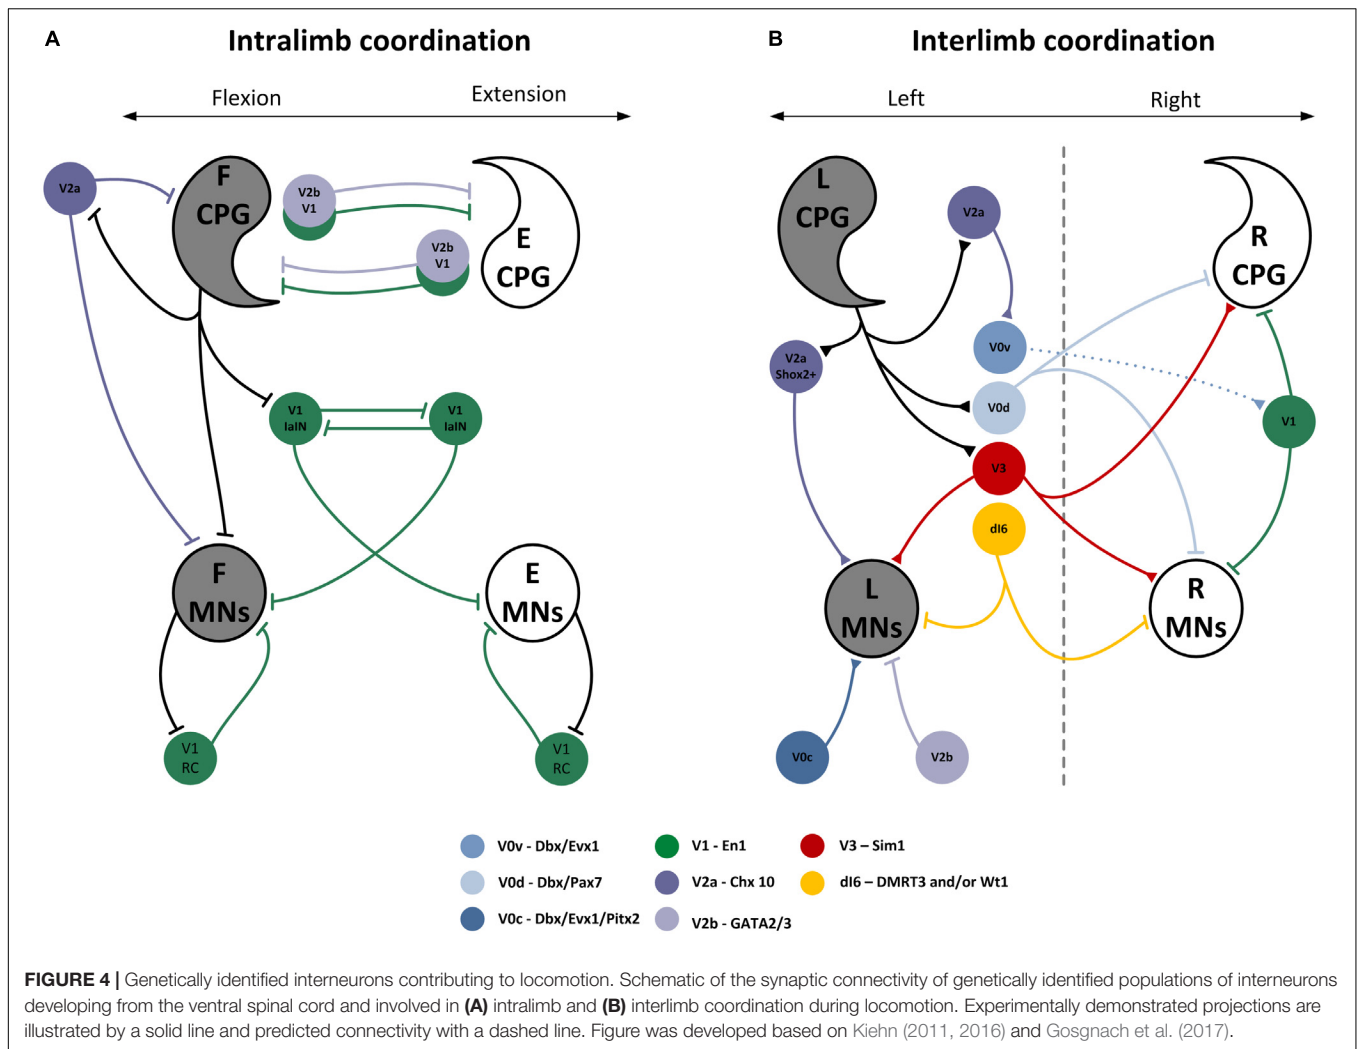 A
Intralimb coordination
Flexion
Extension
V2a
F
CPG
V2b
V1
V2b
V1
E
CPG
V1
IaIN
V1
IaIN
F
MNs
E
MNs
V1
RC
V1
RC
B
Interlimb coordination
Left
Right
L
CPG
V2a
R
CPG
V2a
Shox2+
V0v
V0d
V1
V3
dI6
L
MNs
R
MNs
V0c
V2b
V0v - Dbx/Evx1
V0d - Dbx/Pax7
V0c - Dbx/Evx1/Pitx2
V1 - En1
V2a - Chx 10
V2b - GATA2/3
V3 – Sim1
dI6 – DMRT3 and/or Wt1
FIGURE 4 | Genetically identified interneurons contributing to locomotion. Schematic of the synaptic connectivity of genetically identified populations of interneurons
developing from the ventral spinal cord and involved in (A) intralimb and (B) interlimb coordination during locomotion. Experimentally demonstrated projections are
illustrated by a solid line and predicted connectivity with a dashed line. Figure was developed based on Kiehn (2011, 2016) and Gosgnach et al. (2017).